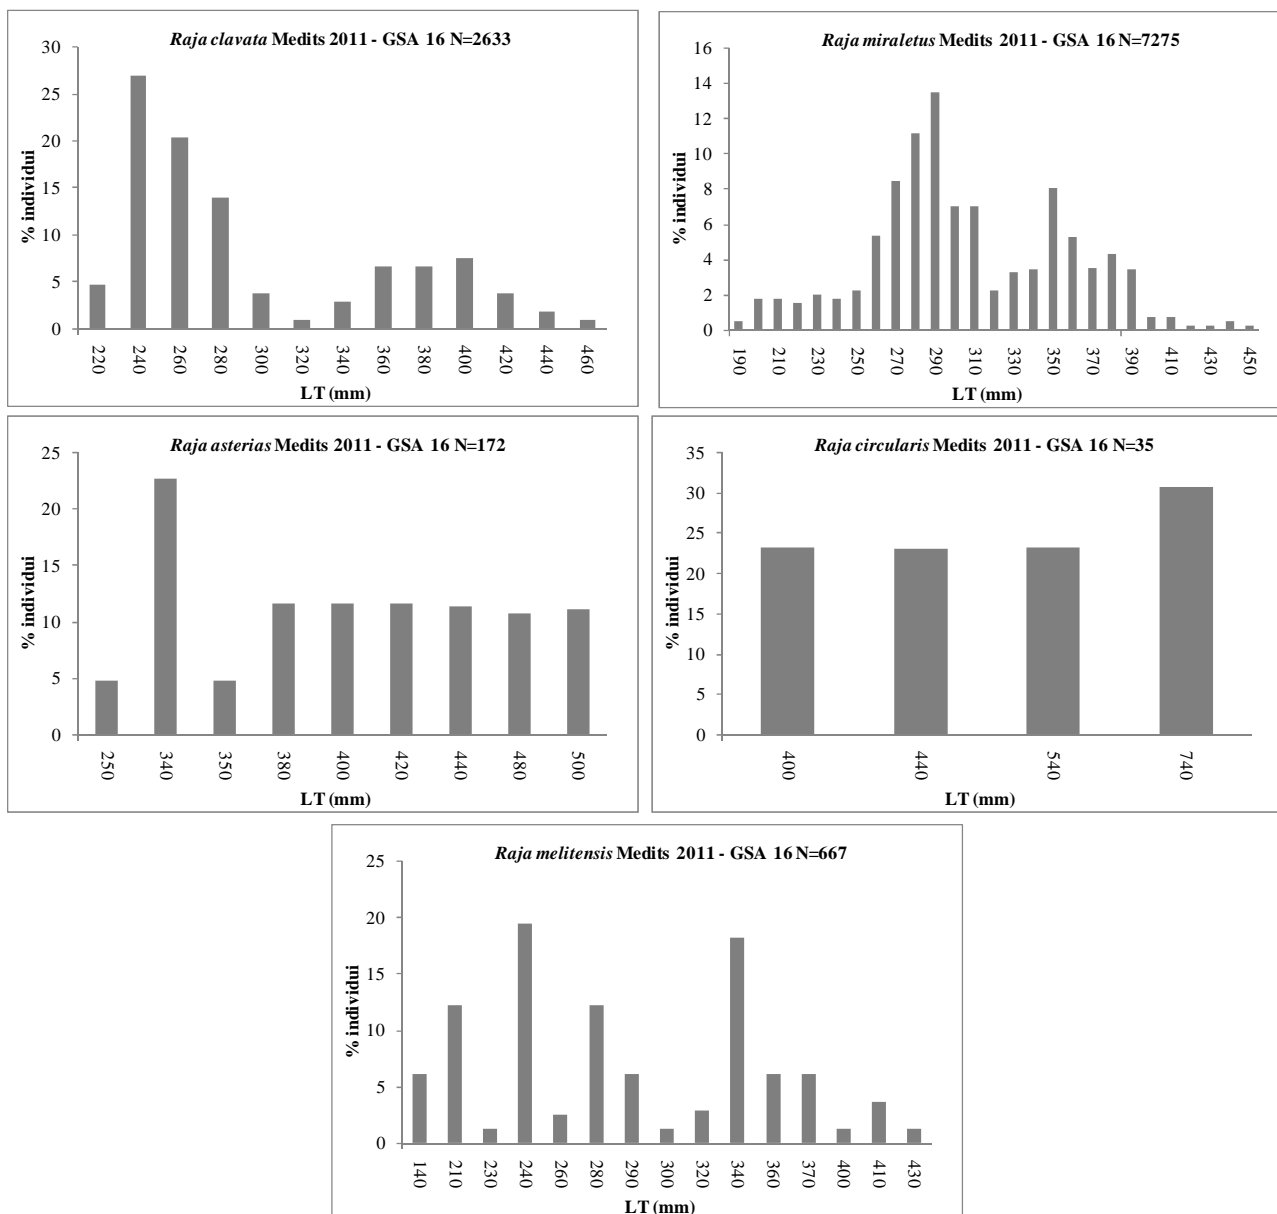 Raja clavata Medits 2011 - GSA 16 N=2633
30
25
20
15
10
5
0
% individui
220 240 260 280 300 320 340 360 380 400 420 440 460
LT (mm)
Raja miraletus Medits 2011 - GSA 16 N=7275
16
14
12
10
8
6
4
2
0
% individui
190 210 230 250 270 290 310 330 350 370 390 410 430 450
LT (mm)
Raja asterias Medits 2011 - GSA 16 N=172
25
20
15
10
5
0
% individui
250 340 350 380 400 420 440 480 500
LT (mm)
Raja circularis Medits 2011 - GSA 16 N=35
35
30
25
20
15
10
5
0
% individui
400 440 540 740
LT (mm)
Raja melitensis Medits 2011 - GSA 16 N=667
25
20
15
10
5
0
% individui
140 210 230 240 260 280 290 300 320 340 360 370 400 410 430
LT (mm)